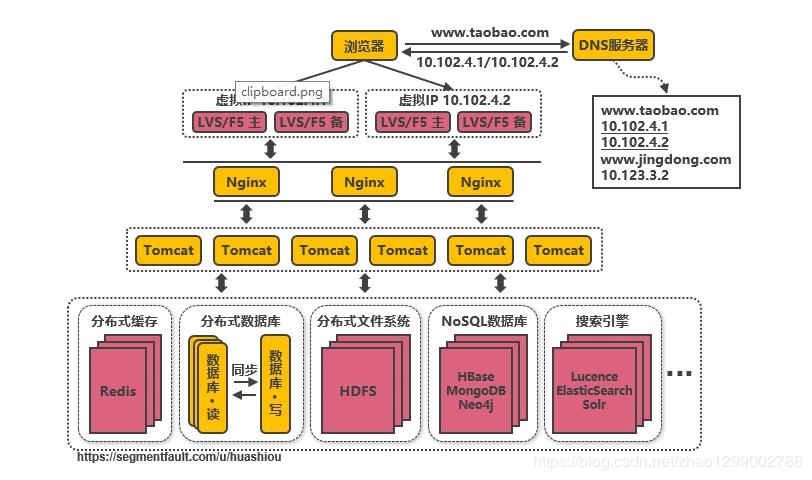 www.taobao.com
浏览器
DNS服务器
10.102.4.1/10.102.4.2
clipboard.png
虚拟IP 10.102.4.1
虚拟IP 10.102.4.2
LVS/F5 主
LVS/F5 备
LVS/F5 主
LVS/F5 备
www.taobao.com
10.102.4.1
10.102.4.2
www.jingdong.com
10.123.3.2
Nginx
Nginx
Nginx
Tomcat
Tomcat
Tomcat
Tomcat
Tomcat
Tomcat
分布式缓存
Redis
分布式数据库
数据库·读
同步
数据库·写
分布式文件系统
HDFS
NoSQL数据库
HBase
MongoDB
Neo4j
搜索引擎
Lucence
ElasticSearch
Solr
...
https://segmentfault.com/u/huashiou
https://blog.csdn.net/zhao1299002788